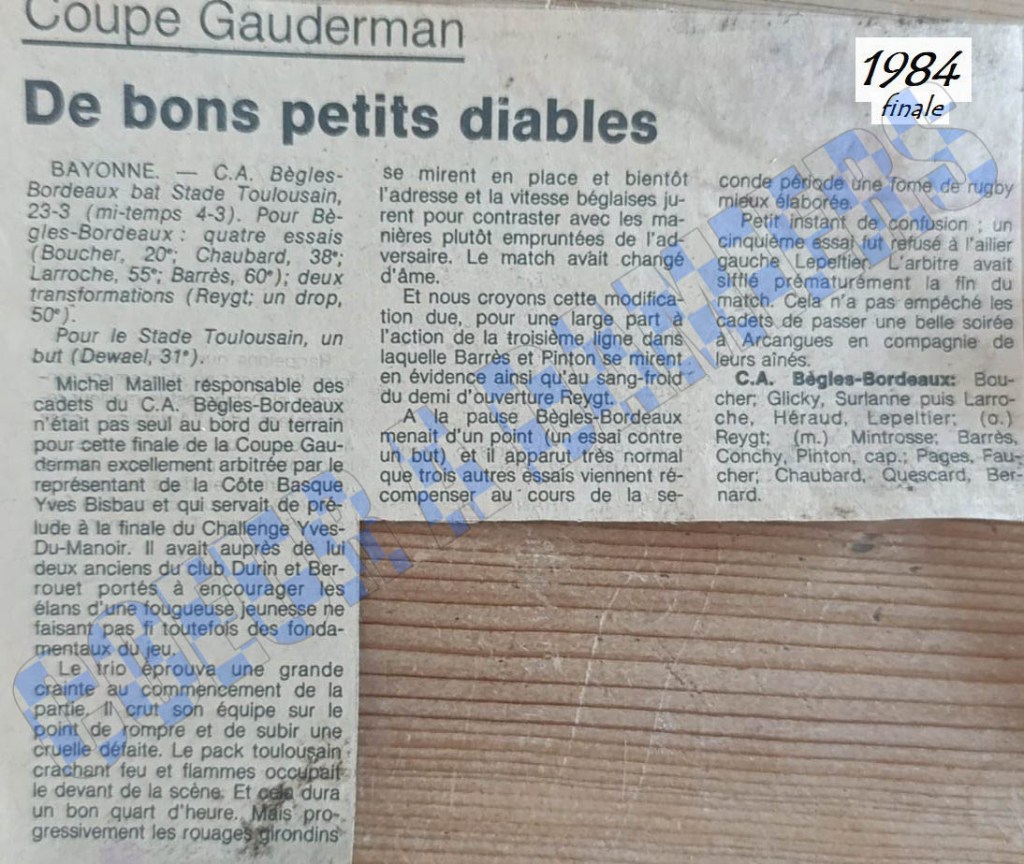 Coupe Gauderman
1984
finale
De bons petits diables
BAYONNE. — C.A. Bègles-
Bordeaux bat Stade Toulousain,
23-3 (mi-temps 4-3). Pour Bè-
gles-Bordeaux : quatre essais
(Boucher, 20e; Chaubard, 38e;
Larroche, 55e; Barrès, 60e); deux
transformations (Reygt; un drop,
50e).
Pour le Stade Toulousain, un
but (Dewael, 31e).
Michel Maillet responsable des
cadets du C.A. Bègles-Bordeaux
n'était pas seul au bord du terrain
pour cette finale de la Coupe Gau-
derman excellement arbitrée par le
représentant de la Côte Basque
Yves Bisbau et qui servait de pré-
lude à la finale du Challenge Yves-
Du-Manoir. Il avait auprès de lui
deux anciens du club Durin et Ber-
rouet portés à encourager les
élans d'une fougueuse jeunesse ne
faisant pas fi toutefois des fonda-
mentaux du jeu.
Le trio éprouva une grande
crainte au commencement de la
partie. Il crut son équipe sur le
point de rompre et de subir une
cruelle défaite. Le pack toulousain
crachant feu et flammes occupait
le devant de la scène. Et cela dura
un bon quart d'heure. Mais pro-
gressivement les rouages girondins
se mirent en place et bientôt
l'adresse et la vitesse béglaises ju-
rent pour contraster avec les ma-
nières plutôt empruntées de l'ad-
versaire. Le match avait changé
d'âme.
Et nous croyons cette modifica-
tion due, pour une large part à
l'action de la troisième ligne dans
laquelle Barrès et Pinton se mirent
en évidence ainsi qu'au sang-froid
du demi d'ouverture Reygt.
A la pause Bègles-Bordeaux
menait d'un point (un essai contre
un but) et il apparut très normal
que trois autres essais viennent ré-
compenser au cours de la se-
conde période une fome de rugby
mieux élaborée.
Petit instant de confusion : un
cinquième essai fut refusé à l'ailier
gauche Lepeltier. L'arbitre avait
sifflé prématurément la fin du
match. Cela n'a pas empêché les
cadets de passer une belle soirée
à Arcangues en compagnie de
leurs aînés.
C.A. Bègles-Bordeaux: Bou-
cher; Glicky, Surlanne puis Larro-
che, Héraud, Lepeltier; (o.)
Reygt; (m.) Mintrosse; Barrès,
Conchy, Pinton, cap.; Pages, Fau-
cher; Chaubard, Quescard, Ber-
nard.